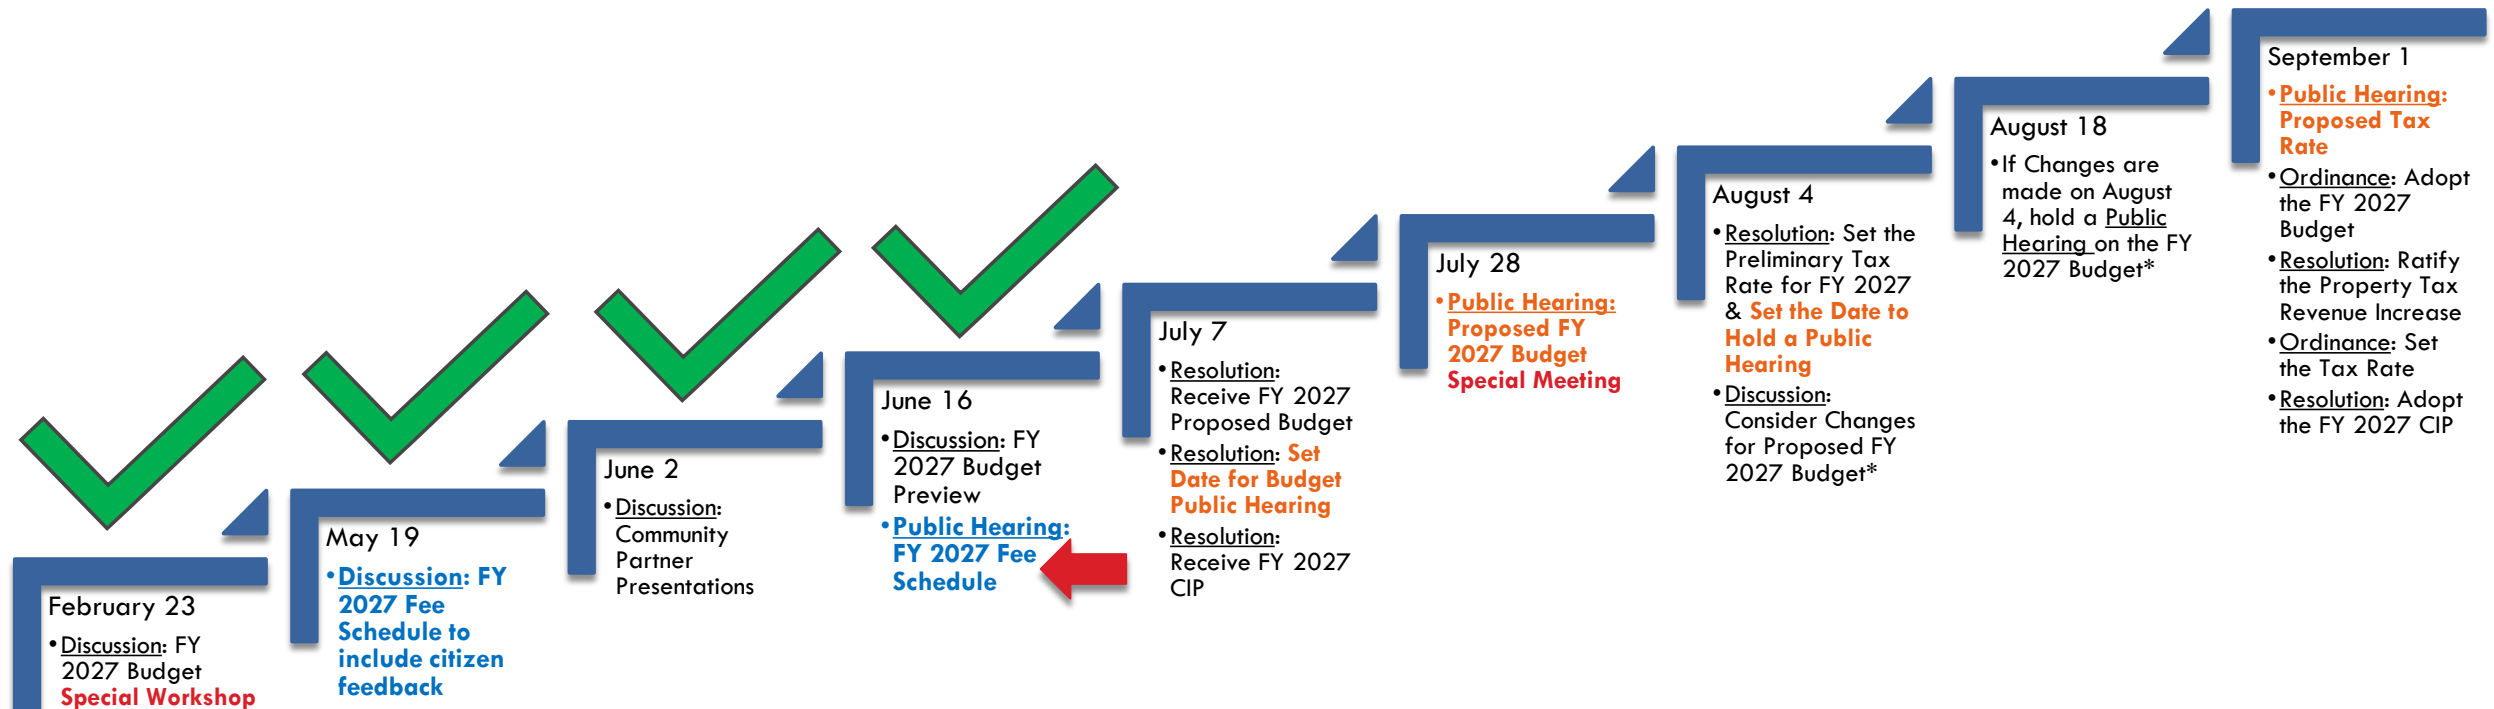 February 23
•Discussion: FY
2027 Budget
Special Workshop
May 19
•Discussion: FY
2027 Fee
Schedule to
include citizen
feedback
June 2
•Discussion:
Community
Partner
Presentations
June 16
•Discussion: FY
2027 Budget
Preview
•Public Hearing:
FY 2027 Fee
Schedule
July 7
•Resolution:
Receive FY 2027
Proposed Budget
•Resolution: Set
Date for Budget
Public Hearing
•Resolution:
Receive FY 2027
CIP
July 28
•Public Hearing:
Proposed FY
2027 Budget
Special Meeting
August 4
•Resolution: Set the
Preliminary Tax
Rate for FY 2027
& Set the Date to
Hold a Public
Hearing
•Discussion:
Consider Changes
for Proposed FY
2027 Budget*
August 18
•If Changes are
made on August
4, hold a Public
Hearing on the FY
2027 Budget*
September 1
•Public Hearing:
Proposed Tax
Rate
•Ordinance: Adopt
the FY 2027
Budget
•Resolution: Ratify
the Property Tax
Revenue Increase
•Ordinance: Set
the Tax Rate
•Resolution: Adopt
the FY 2027 CIP